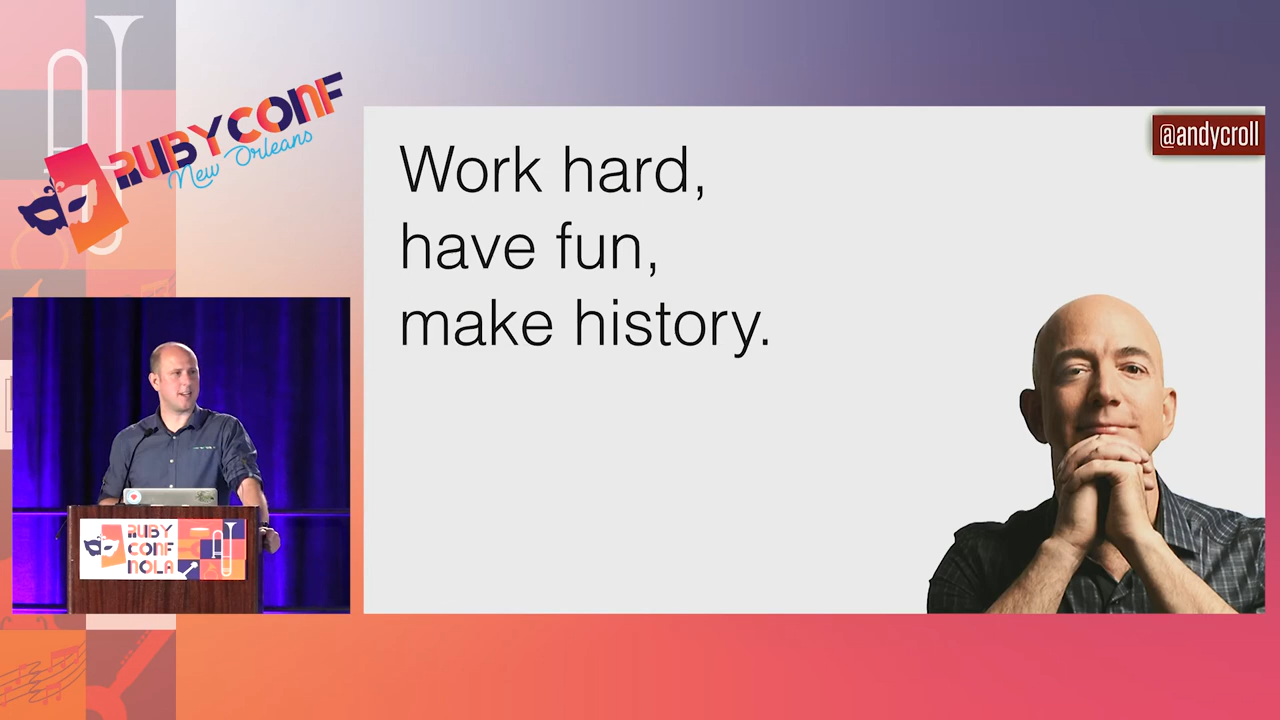 RUBYCONF
New Orleans
@andycroll
Work hard,
have fun,
make history.
RUBY
CONF
NOLA